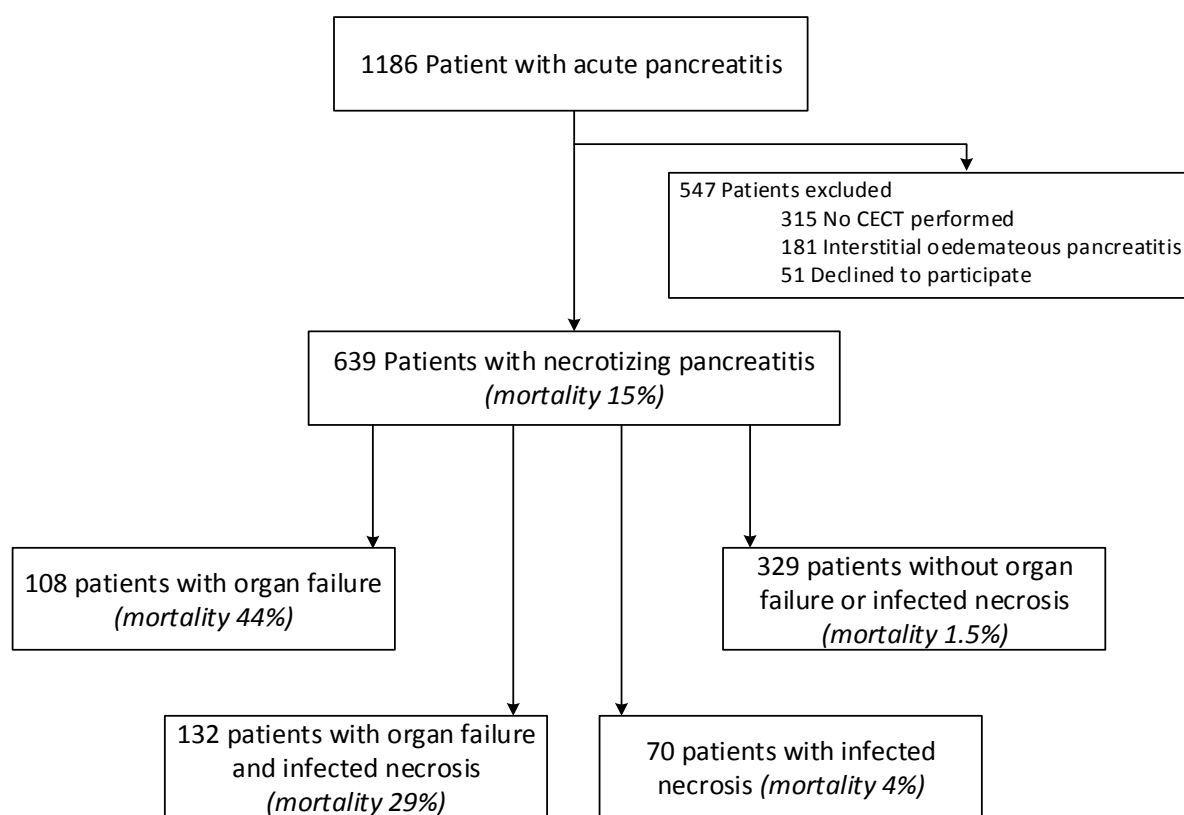 1186 Patient with acute pancreatitis
547 Patients excluded
315 No CECT performed
181 Interstitial oedemateous pancreatitis
51 Declined to participate
639 Patients with necrotizing pancreatitis
(mortality 15%)
108 patients with organ failure
(mortality 44%)
329 patients without organ
failure or infected necrosis
(mortality 1.5%)
132 patients with organ failure
and infected necrosis
(mortality 29%)
70 patients with infected
necrosis (mortality 4%)